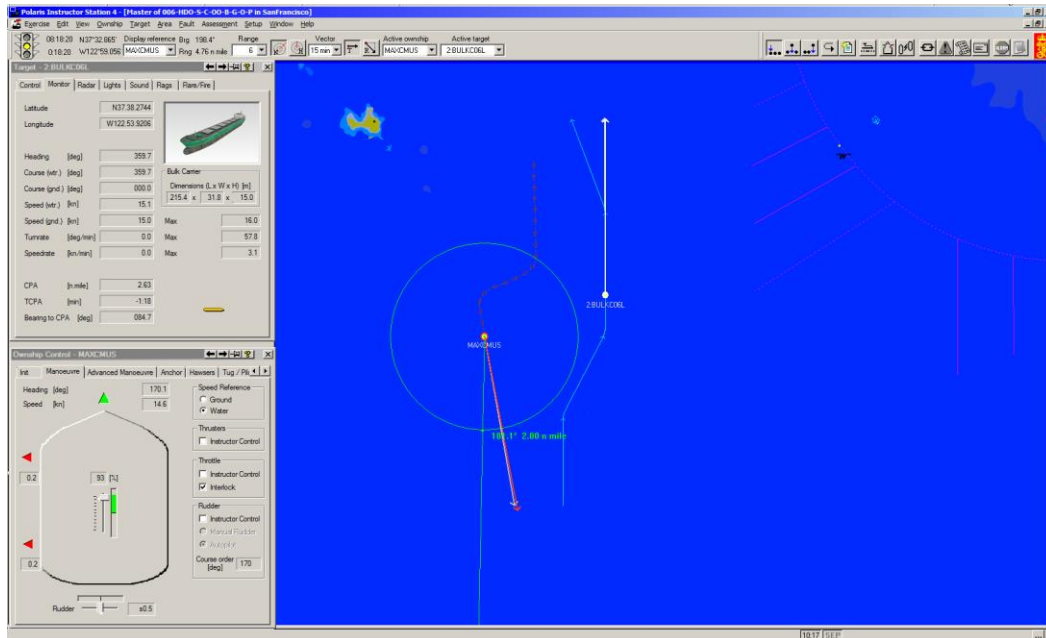 Polaris Instructor Station 4 - [Master of 006-HDO-S-C-OO-B-G-O-P in SanFrancisco]
Exercise Edit View Ownship Target Area Fault Assessment Setup Window Help
08:18:20 N37°32.865' Display reference Brg 198.4° Range Vector Active ownship Active target
0:18:20 W122°59.056 MAXCMUS Rng 4.76 n mile 6 15 min MAXCMUS 2:BULKC06L
Target - 2:BULKC06L
Control Monitor Radar Lights Sound Flags Flare/Fire
Latitude N37.38.2744
Longitude W122.53.9206
Heading [deg] 359.7
Course (wtr.) [deg] 359.7
Course (gnd.) [deg] 000.0
Speed (wtr.) [kn] 15.1
Speed (gnd.) [kn] 15.0 Max 16.0
Turnrate [deg/min] 0.0 Max 57.8
Speedrate [kn/min] 0.0 Max 3.1
Bulk Carrier
Dimensions (L x W x H) [m]
215.4 x 31.8 x 15.0
CPA [n.mile] 2.63
TCPA [min] -1:18
Bearing to CPA [deg] 084.7
Ownship Control - MAXCMUS
Init Manoeuvre Advanced Manoeuvre Anchor Hawsers Tug / Pil
Heading [deg] 170.1
Speed [kn] 14.6
0.2
93 [%]
0.2
Rudder s0.5
Speed Reference
Ground
Water
Thrusters
Instructor Control
Throttle
Instructor Control
Interlock
Rudder
Instructor Control
Manual Rudder
Autopilot
Course order
[deg] 170
2:BULKC06L
MAXCMUS
2.00 n mile
10:17 SEP